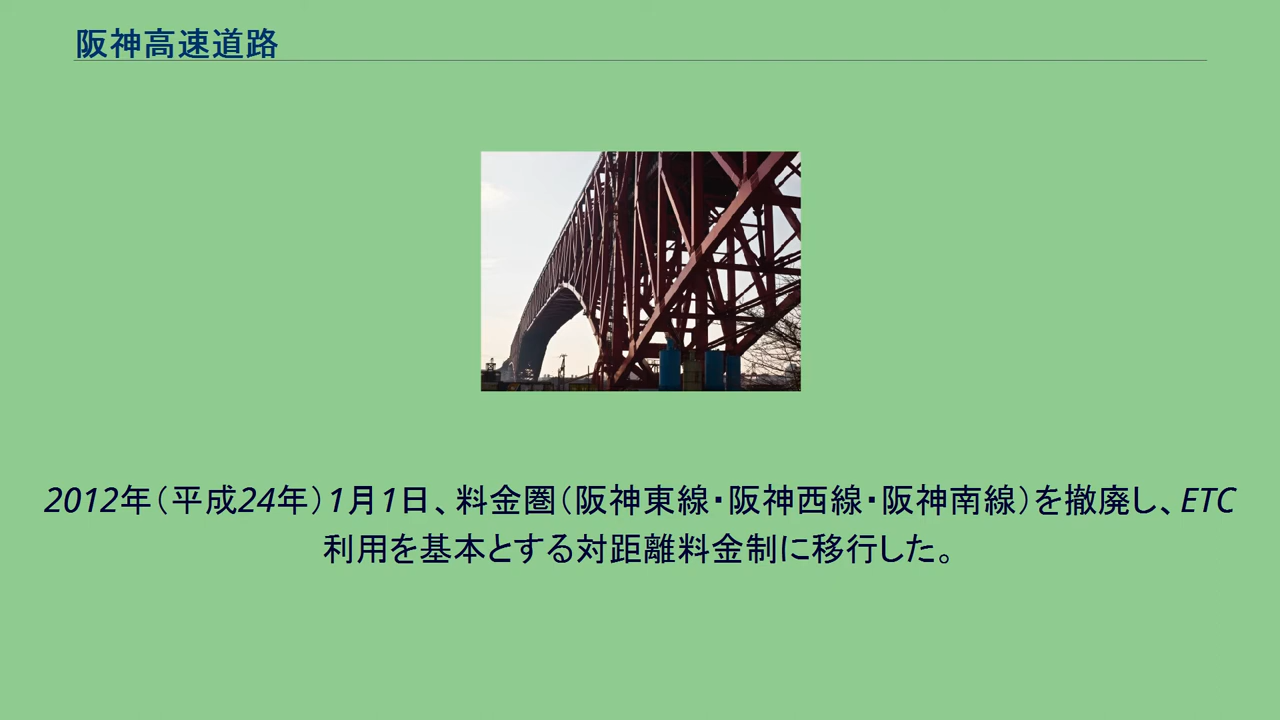 阪神高速道路
2012年（平成24年）1月1日、料金圏（阪神東線・阪神西線・阪神南線）を撤廃し、ETC
利用を基本とする対距離料金制に移行した。